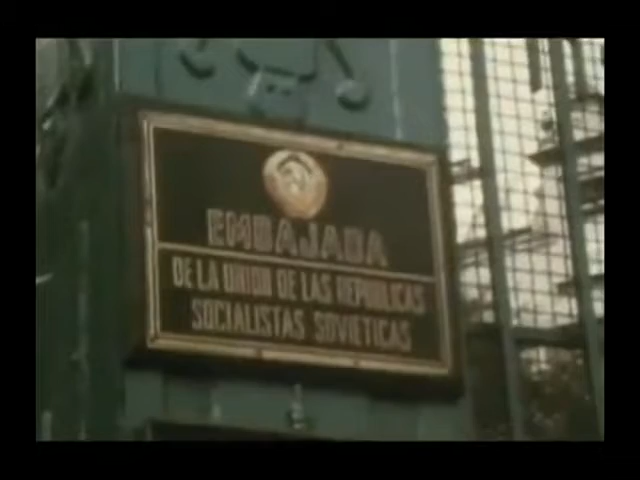 EMBAJADA
DE LA UNION DE LAS REPUBLICAS
SOCIALISTAS SOVIETICAS